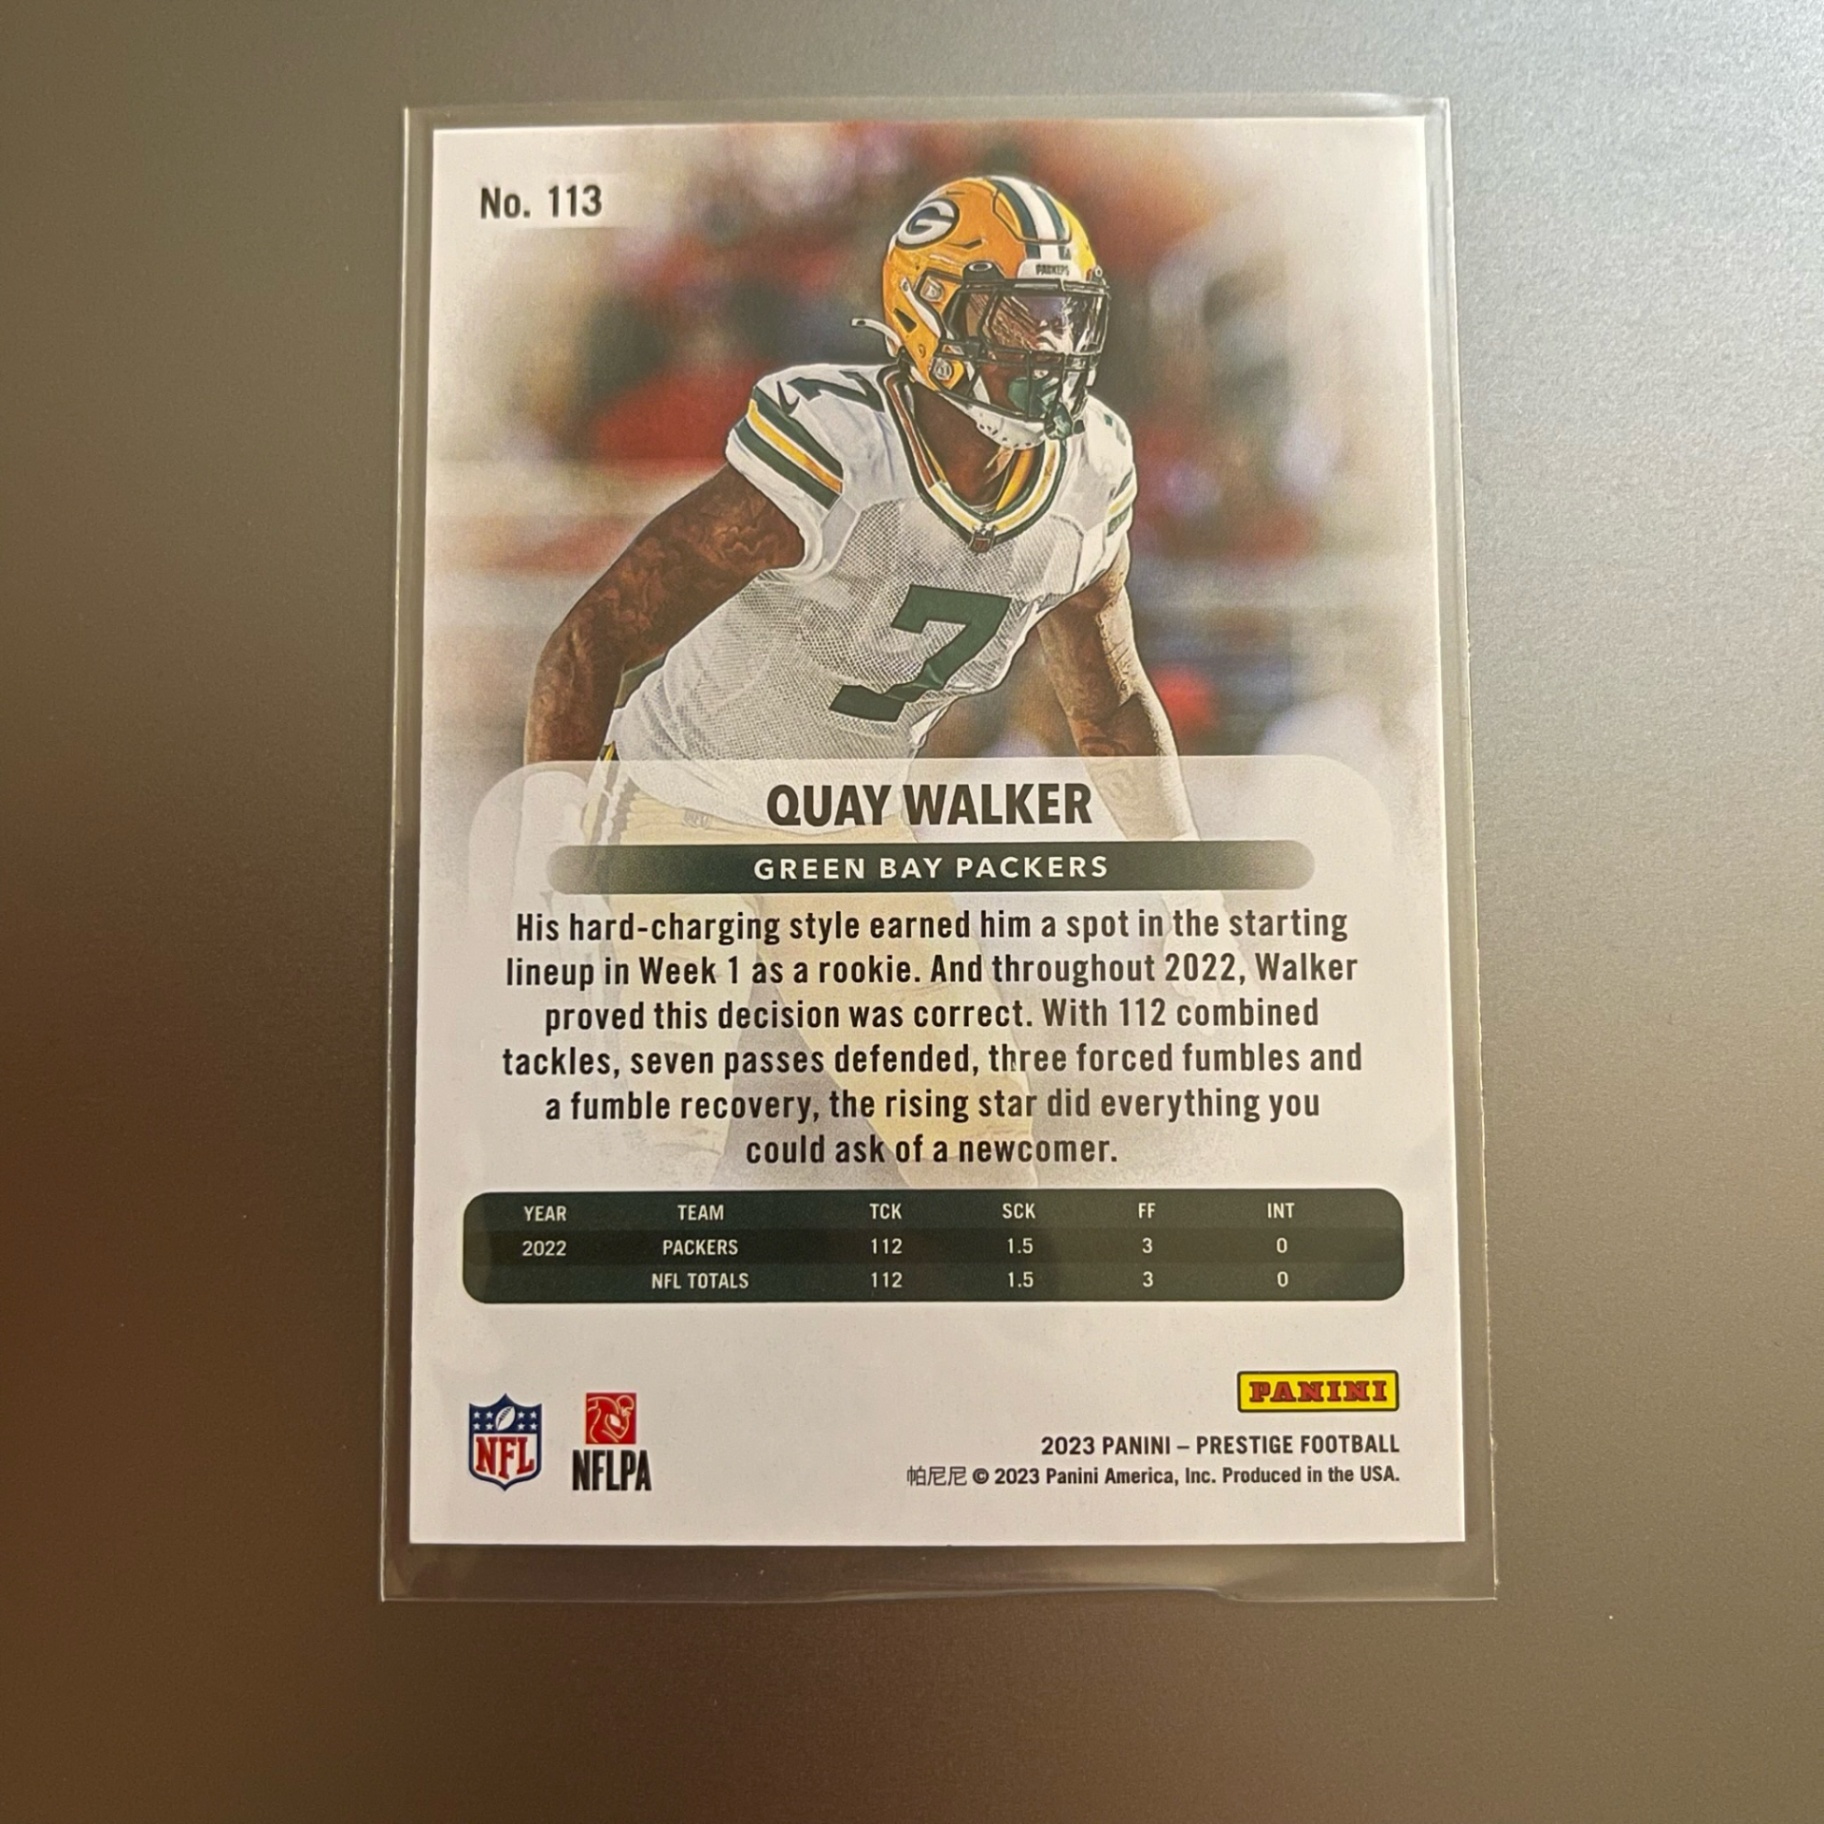 No. 113
G
PACKERS
7
7
QUAY WALKER
GREEN BAY PACKERS
His hard-charging style earned him a spot in the starting
lineup in Week 1 as a rookie. And throughout 2022, Walker
proved this decision was correct. With 112 combined
tackles, seven passes defended, three forced fumbles and
a fumble recovery, the rising star did everything you
could ask of a newcomer.
YEAR TEAM TCK SCK FF INT
2022 PACKERS 112 1.5 3 0
NFL TOTALS 112 1.5 3 0
NFL
NFLPA
PANINI
2023 PANINI – PRESTIGE FOOTBALL
帕尼尼 © 2023 Panini America, Inc. Produced in the USA.